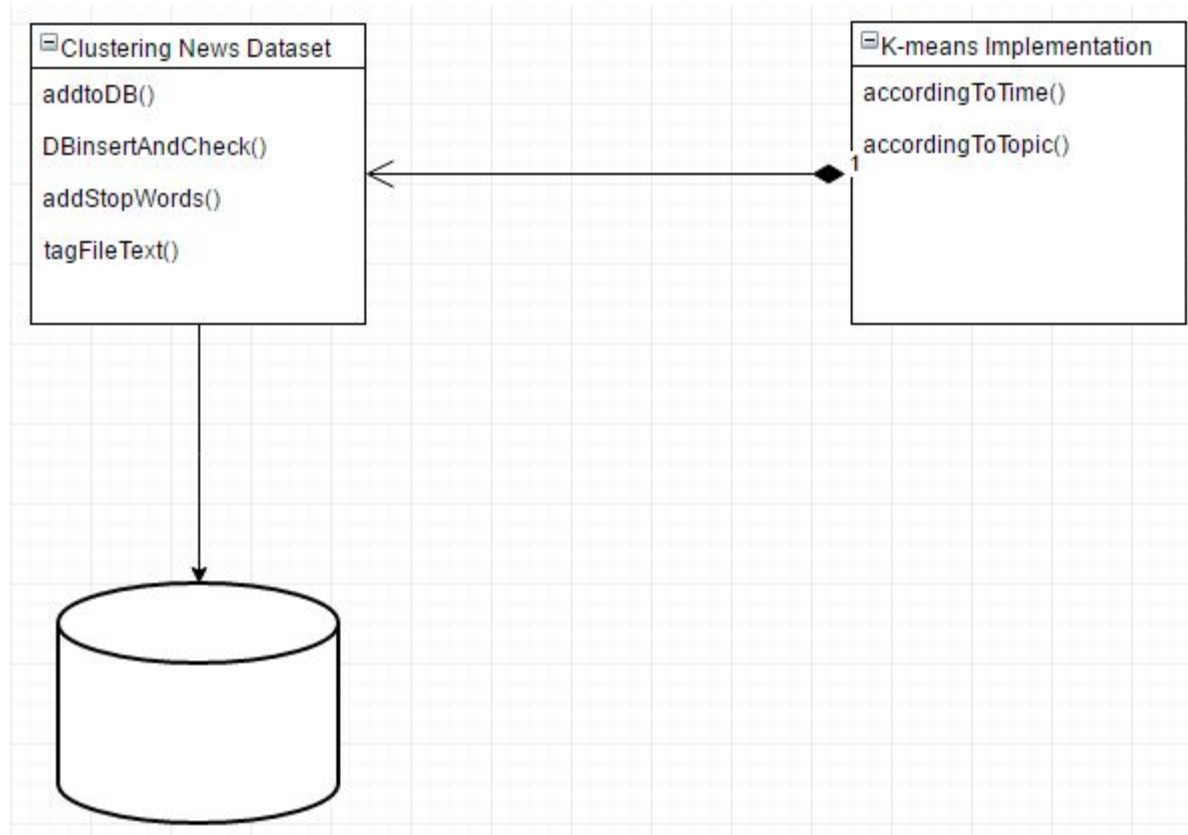 Clustering News Dataset
addtoDB()
DBinsertAndCheck()
addStopWords()
tagFileText()
K-means Implementation
accordingToTime()
accordingToTopic()
1